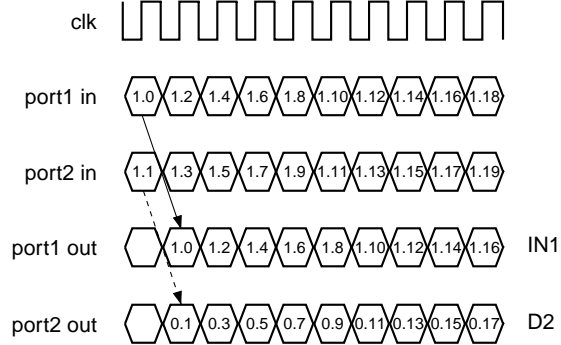 clk
port1 in 1.0 1.2 1.4 1.6 1.8 1.10 1.12 1.14 1.16 1.18
port2 in 1.1 1.3 1.5 1.7 1.9 1.11 1.13 1.15 1.17 1.19
port1 out 1.0 1.2 1.4 1.6 1.8 1.10 1.12 1.14 1.16 IN1
port2 out 0.1 0.3 0.5 0.7 0.9 0.11 0.13 0.15 0.17 D2